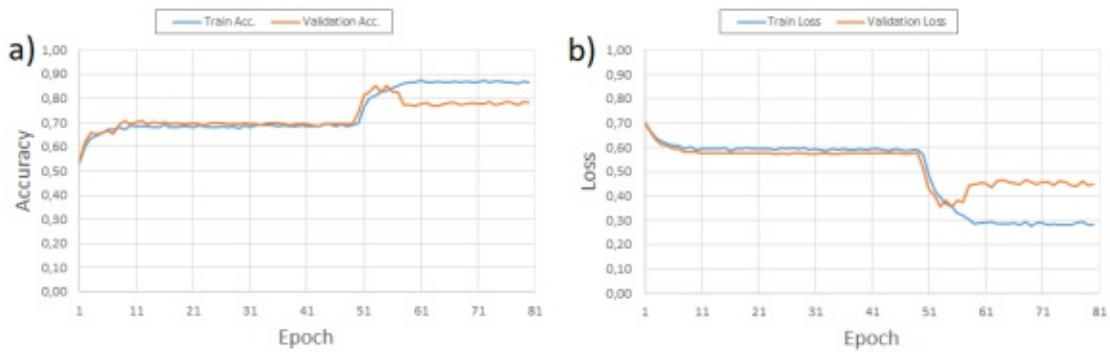 Train Acc. Validation Acc.
a)
1,00
0,90
0,80
0,70
0,60
0,50
0,40
0,30
0,20
0,10
0,00
Accuracy
1 11 21 31 41 51 61 71 81
Epoch
Train Loss Validation Loss
b)
1,00
0,90
0,80
0,70
0,60
0,50
0,40
0,30
0,20
0,10
0,00
Loss
1 11 21 31 41 51 61 71 81
Epoch